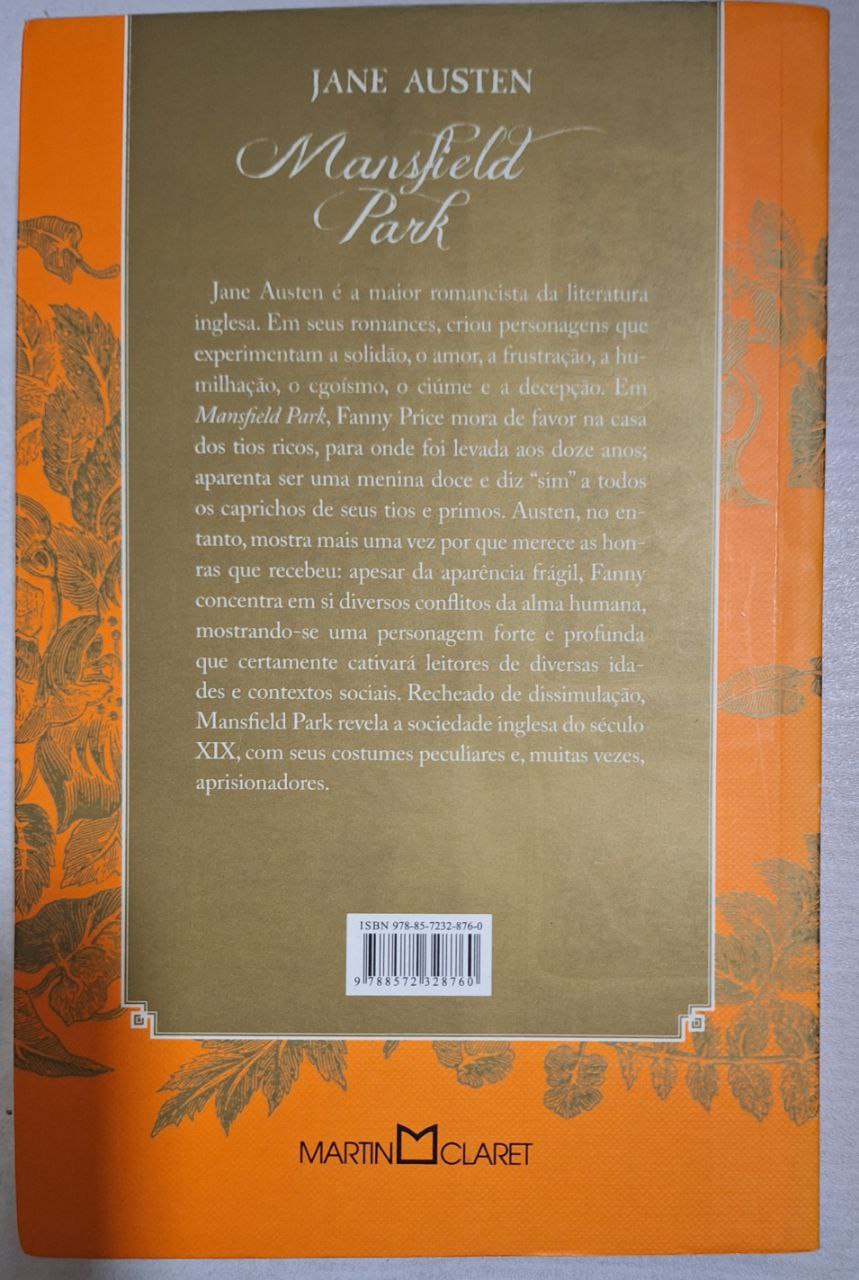 JANE AUSTEN
Mansfield
Park
Jane Austen é a maior romancista da literatura
inglesa. Em seus romances, criou personagens que
experimentam a solidão, o amor, a frustração, a hu-
milhação, o egoísmo, o ciúme e a decepção. Em
Mansfield Park, Fanny Price mora de favor na casa
dos tios ricos, para onde foi levada aos doze anos;
aparenta ser uma menina doce e diz “sim” a todos
os caprichos de seus tios e primos. Austen, no en-
tanto, mostra mais uma vez por que merece as hon-
ras que recebeu: apesar da aparência frágil, Fanny
concentra em si diversos conflitos da alma humana,
mostrando-se uma personagem forte e profunda
que certamente cativará leitores de diversas ida-
des e contextos sociais. Recheado de dissimulação,
Mansfield Park revela a sociedade inglesa do século
XIX, com seus costumes peculiares e, muitas vezes,
aprisionadores.
ISBN 978-85-7232-876-0
9 788572 328760
MARTIN CLARET